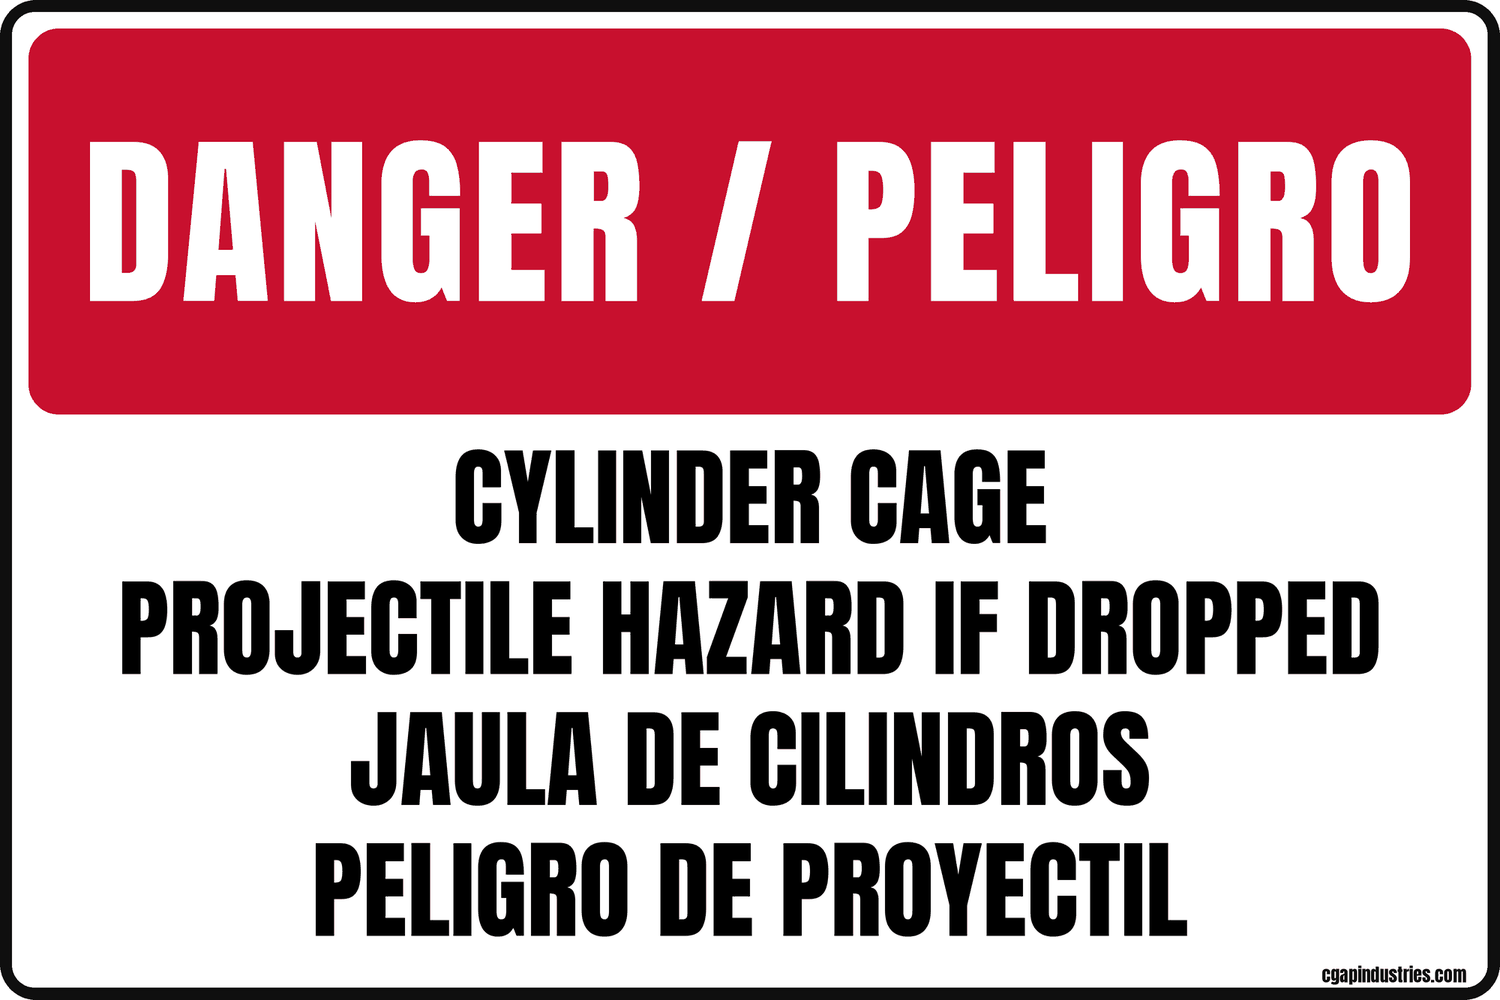 DANGER / PELIGRO
CYLINDER CAGE
PROJECTILE HAZARD IF DROPPED
JAULA DE CILINDROS
PELIGRO DE PROYECTIL
cgapindustries.com